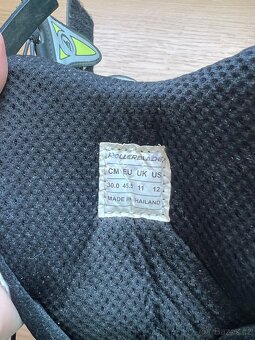 ROLLERBLADE
CM EU UK US
30.0 45.5 11 12
MADE IN THAILAND